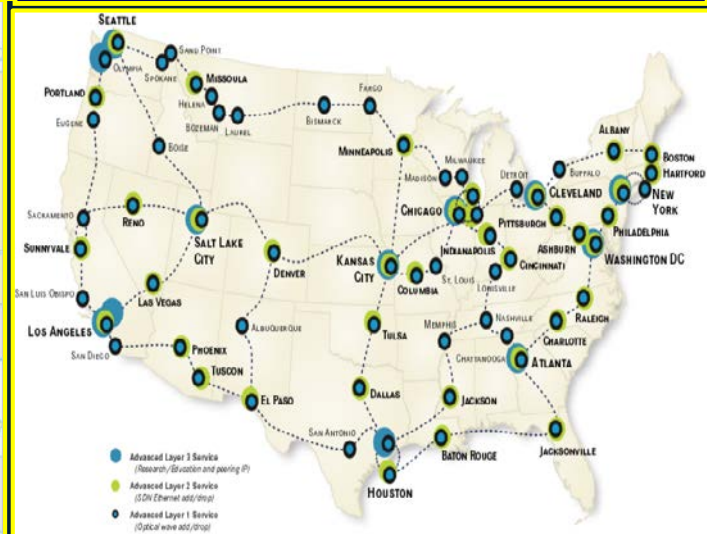 SEATTLE
OLYMPIA
SAND POINT
SPOKANE
MISSOULA
PORTLAND
HELENA
EUGENE
BOZEMAN
LAUREL
BISMARCK
FARGO
BOISE
MINNEAPOLIS
MILWAUKEE
MADISON
DETROIT
ALBANY
BOSTON
HARTFORD
BUFFALO
CLEVELAND
NEW
YORK
SACRAMENTO
RENO
SALT LAKE
CITY
CHICAGO
PITTSBURGH
PHILADELPHIA
SUNNYVALE
DENVER
KANSAS
CITY
INDIANAPOLIS
ASHBURN
WASHINGTON DC
CINCINNATI
COLUMBIA
ST. LOUIS
LOUISVILLE
SAN LUIS OBISPO
LAS VEGAS
RALEIGH
LOS ANGELES
ALBUQUERQUE
TULSA
MEMPHIS
NASHVILLE
CHARLOTTE
SAN DIEGO
PHOENIX
CHATTANOOGA
ATLANTA
TUSCON
DALLAS
JACKSON
EL PASO
SAN ANTONIO
BATON ROUGE
JACKSONVILLE
HOUSTON
Advanced Layer 3 Service
(Research/Education and peering IP)
Advanced Layer 2 Service
(SDN Ethernet add/drop)
Advanced Layer 1 Service
(Optical wave add/drop)